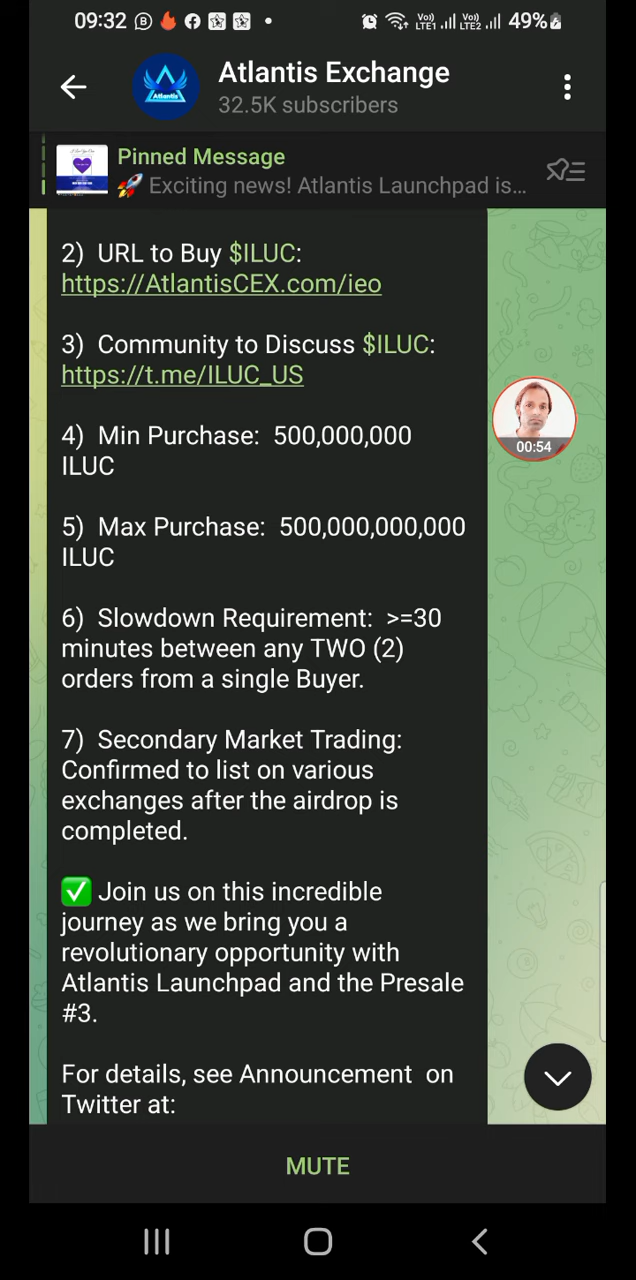 09:32
Vo)) LTE1
Vo)) LTE2
49%
Atlantis Exchange
32.5K subscribers
Atlantis
Pinned Message
🚀 Exciting news! Atlantis Launchpad is...
2) URL to Buy $ILUC:
https://AtlantisCEX.com/ieo
3) Community to Discuss $ILUC:
https://t.me/ILUC_US
00:54
4) Min Purchase: 500,000,000
ILUC
5) Max Purchase: 500,000,000,000
ILUC
6) Slowdown Requirement: >=30
minutes between any TWO (2)
orders from a single Buyer.
7) Secondary Market Trading:
Confirmed to list on various
exchanges after the airdrop is
completed.
✅ Join us on this incredible
journey as we bring you a
revolutionary opportunity with
Atlantis Launchpad and the Presale
#3.
For details, see Announcement on
Twitter at:
MUTE